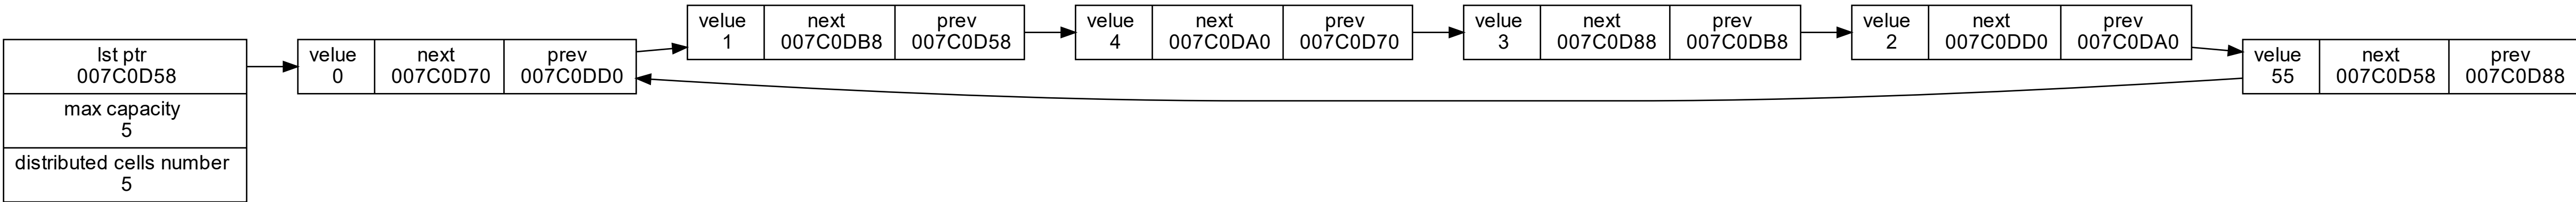 lst ptr
007C0D58
max capacity
5
distributed cells number
5
velue
0
next
007C0D70
prev
007C0DD0
velue
1
next
007C0DB8
prev
007C0D58
velue
4
next
007C0DA0
prev
007C0D70
velue
3
next
007C0D88
prev
007C0DB8
velue
2
next
007C0DD0
prev
007C0DA0
velue
55
next
007C0D58
prev
007C0D88